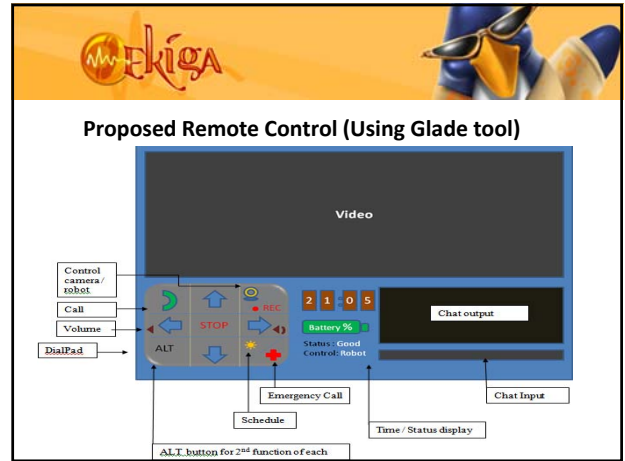 ekiga
Proposed Remote Control (Using Glade tool)
Video
Control
camera/
robot
Call
Volume
DialPad
REC
STOP
ALT
2 1 : 0 5
Battery %
Status : Good
Control: Robot
Chat output
Emergency Call
Chat Input
Schedule
Time / Status display
ALT button for 2nd function of each